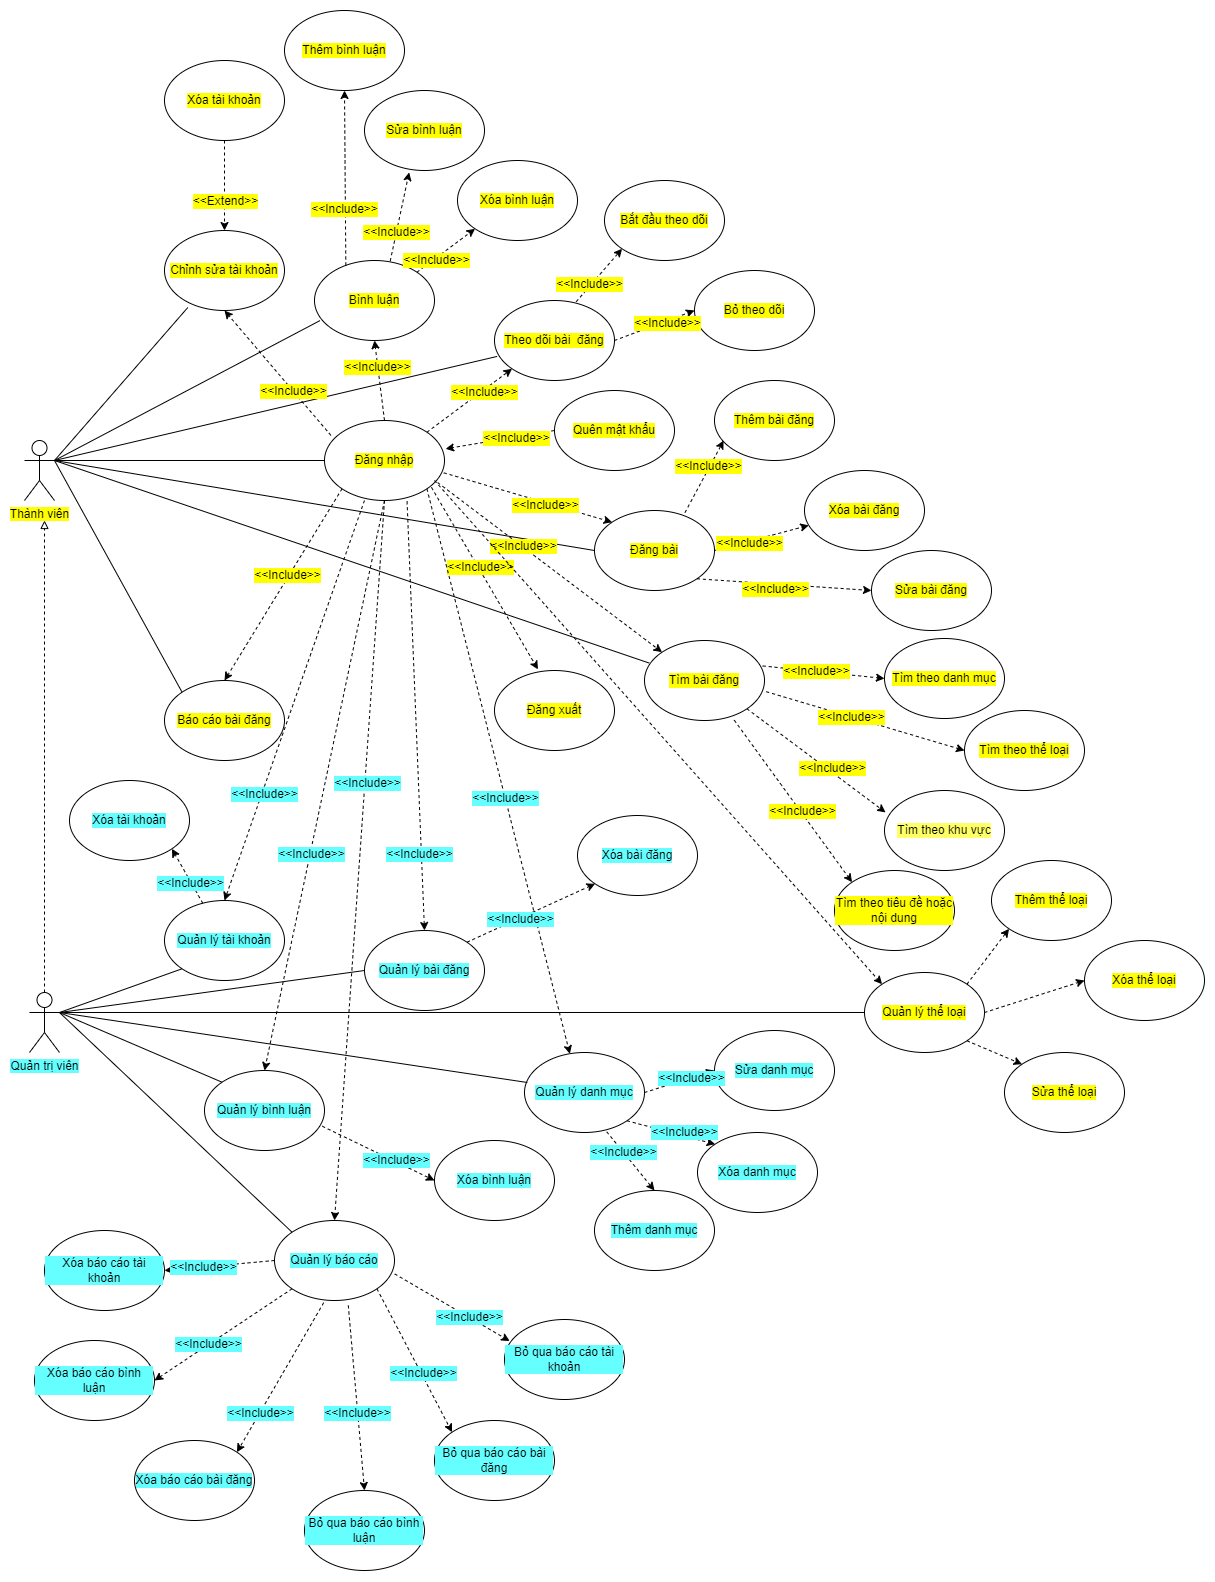 Thêm bình luận
Xóa tài khoản
Sửa bình luận
Xóa bình luận
<<Extend>>
<<Include>>
Bắt đầu theo dõi
<<Include>>
<<Include>>
Chỉnh sửa tài khoản
<<Include>>
Bình luận
Bỏ theo dõi
<<Include>>
Theo dõi bài  đăng
<<Include>>
<<Include>>
<<Include>>
Thêm bài đăng
Quên mật khẩu
<<Include>>
Đăng nhập
<<Include>>
Thành viên
<<Include>>
Xóa bài đăng
<<Include>>
<<Include>>
Đăng bài
<<Include>>
<<Include>>
<<Include>>
Sửa bài đăng
Tìm bài đăng
<<Include>>
Tìm theo danh mục
Báo cáo bài đăng
Đăng xuất
<<Include>>
Tìm theo thể loại
<<Include>>
<<Include>>
<<Include>>
<<Include>>
<<Include>>
Xóa tài khoản
Tìm theo khu vực
<<Include>>
<<Include>>
Xóa bài đăng
<<Include>>
Tìm theo tiêu đề hoặc
nội dung
Thêm thể loại
<<Include>>
Quản lý tài khoản
Quản lý bài đăng
Xóa thể loại
Quản lý thể loại
Quản trị viên
Sửa danh mục
<<Include>>
Quản lý danh mục
Sửa thể loại
Quản lý bình luận
<<Include>>
<<Include>>
<<Include>>
Xóa danh mục
Xóa bình luận
Thêm danh mục
Xóa báo cáo tài
khoản
<<Include>>
Quản lý báo cáo
<<Include>>
<<Include>>
Bỏ qua báo cáo tài
khoản
Xóa báo cáo bình
luận
<<Include>>
<<Include>>
<<Include>>
Bỏ qua báo cáo bài
đăng
Xóa báo cáo bài đăng
Bỏ qua báo cáo bình
luận